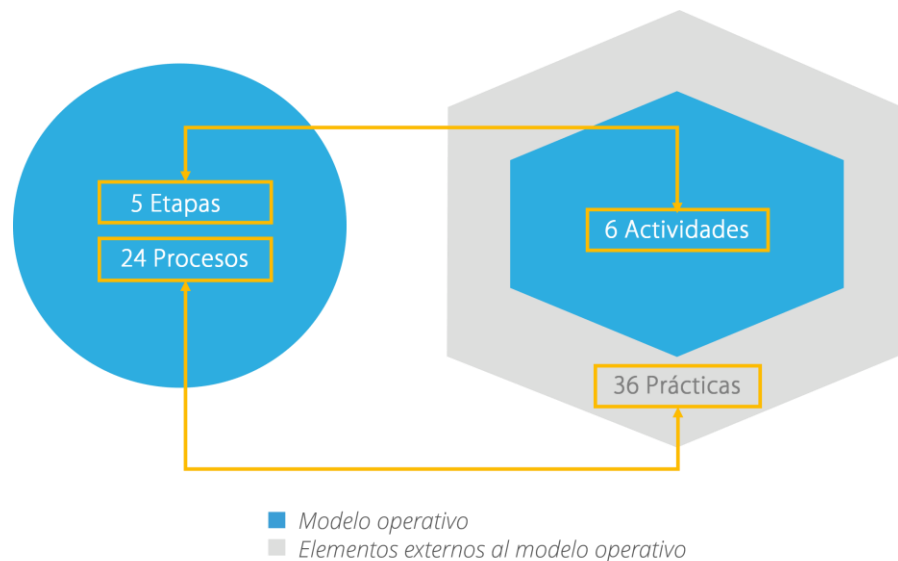 5 Etapas
24 Procesos
6 Actividades
36 Prácticas
Modelo operativo
Elementos externos al modelo operativo